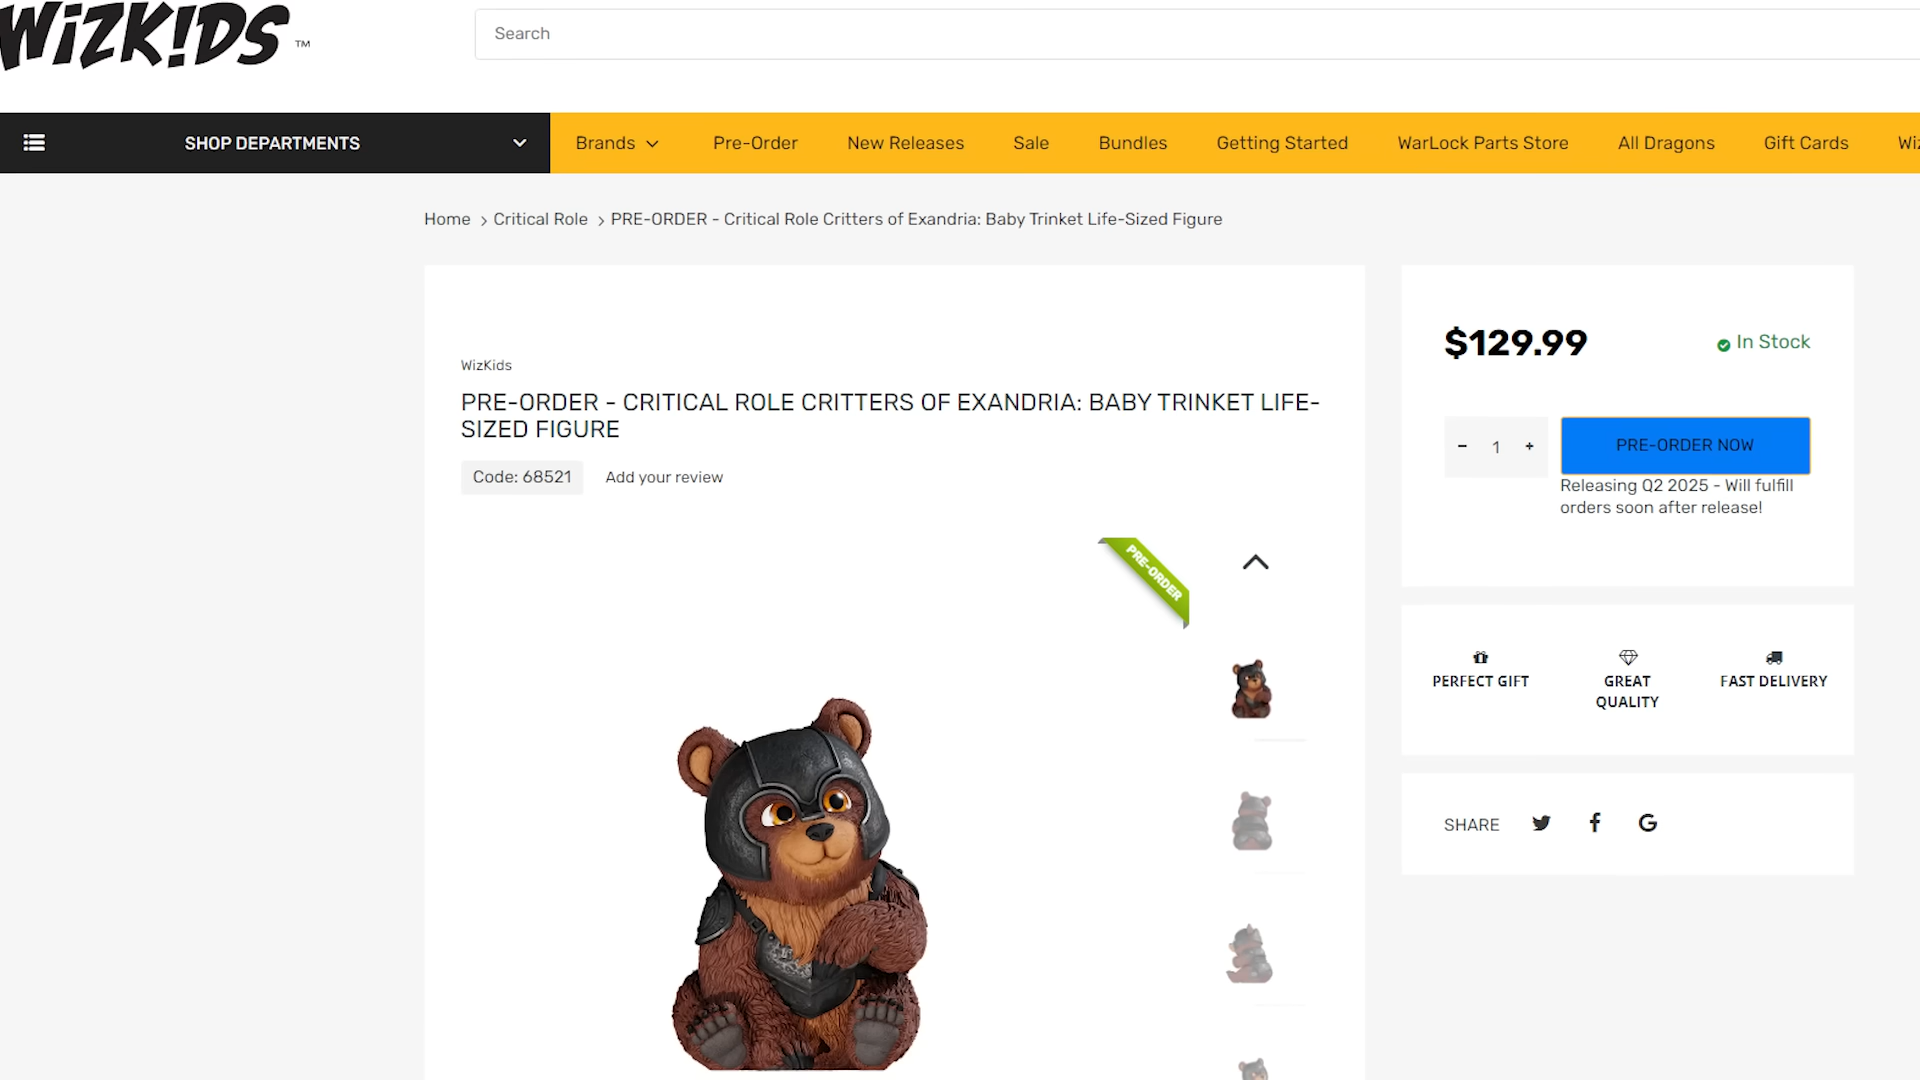 WiZK!DS ™
Search
SHOP DEPARTMENTS
Brands
Pre-Order
New Releases
Sale
Bundles
Getting Started
WarLock Parts Store
All Dragons
Gift Cards
Wiz
Home > Critical Role > PRE-ORDER - Critical Role Critters of Exandria: Baby Trinket Life-Sized Figure
WizKids
PRE-ORDER - CRITICAL ROLE CRITTERS OF EXANDRIA: BABY TRINKET LIFE-
SIZED FIGURE
Code: 68521
Add your review
PRE-ORDER
$129.99
In Stock
- 1 +
PRE-ORDER NOW
Releasing Q2 2025 - Will fulfill
orders soon after release!
PERFECT GIFT
GREAT
QUALITY
FAST DELIVERY
SHARE